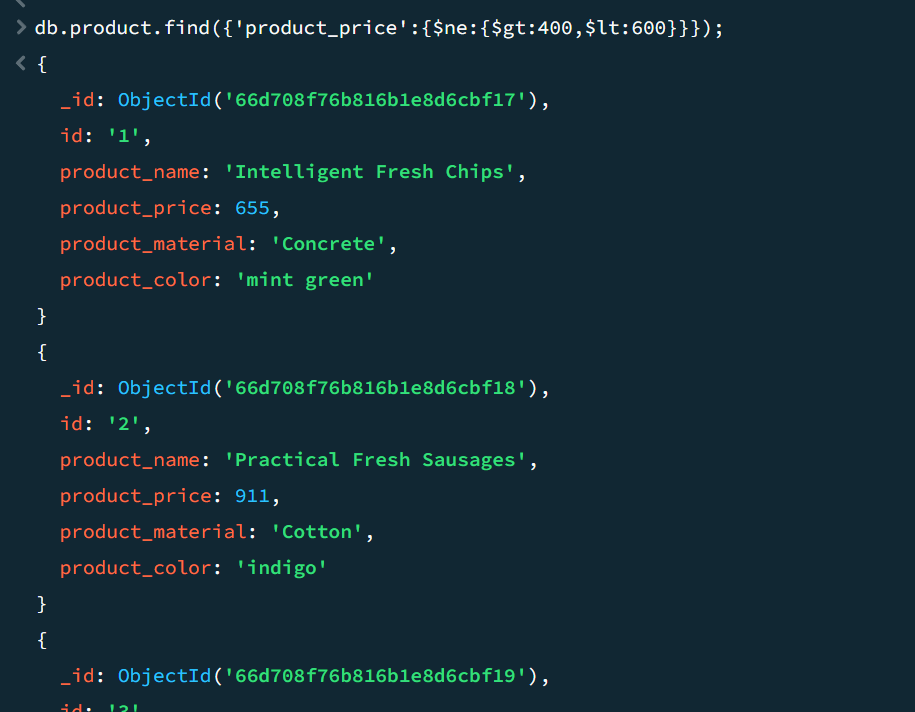 db.product.find({'product_price':{$ne:{$gt:400,$lt:600}}});
{
_id: ObjectId('66d708f76b816b1e8d6cbf17'),
id: '1',
product_name: 'Intelligent Fresh Chips',
product_price: 655,
product_material: 'Concrete',
product_color: 'mint green'
}
{
_id: ObjectId('66d708f76b816b1e8d6cbf18'),
id: '2',
product_name: 'Practical Fresh Sausages',
product_price: 911,
product_material: 'Cotton',
product_color: 'indigo'
}
{
_id: ObjectId('66d708f76b816b1e8d6cbf19'),
id: '3'